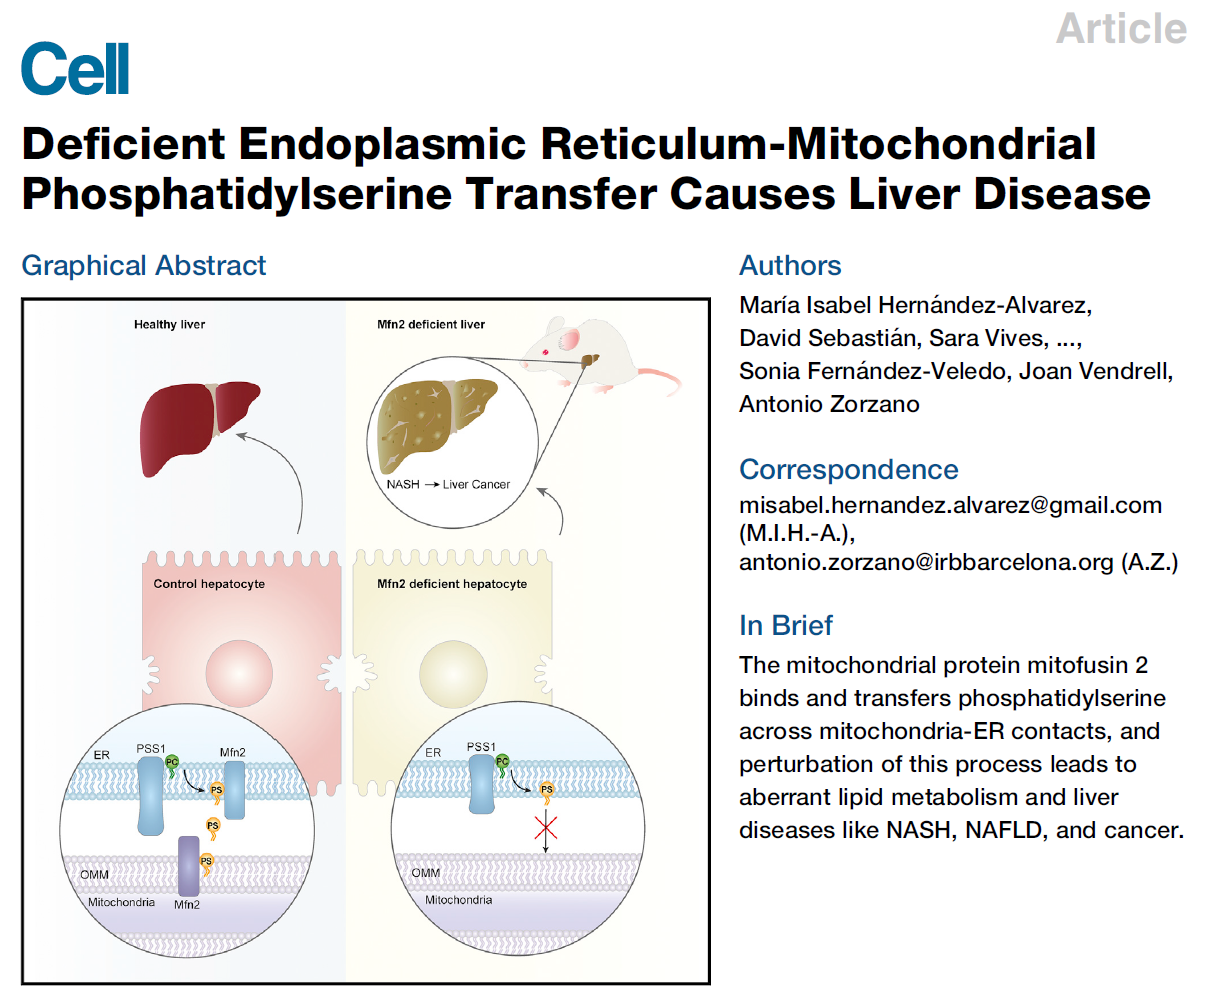 Article
Cell
Deficient Endoplasmic Reticulum-Mitochondrial
Phosphatidylserine Transfer Causes Liver Disease
Graphical Abstract
Healthy liver
Mfn2 deficient liver
NASH → Liver Cancer
Control hepatocyte
Mfn2 deficient hepatocyte
ER
PSS1
PC
Mfn2
PS
PS
PS
OMM
Mitochondria
Mfn2
ER
PSS1
PC
PS
OMM
Mitochondria
Authors
María Isabel Hernández-Alvarez,
David Sebastián, Sara Vives, ...,
Sonia Fernández-Veledo, Joan Vendrell,
Antonio Zorzano
Correspondence
misabel.hernandez.alvarez@gmail.com
(M.I.H.-A.),
antonio.zorzano@irbbarcelona.org (A.Z.)
In Brief
The mitochondrial protein mitofusin 2
binds and transfers phosphatidylserine
across mitochondria-ER contacts, and
perturbation of this process leads to
aberrant lipid metabolism and liver
diseases like NASH, NAFLD, and cancer.